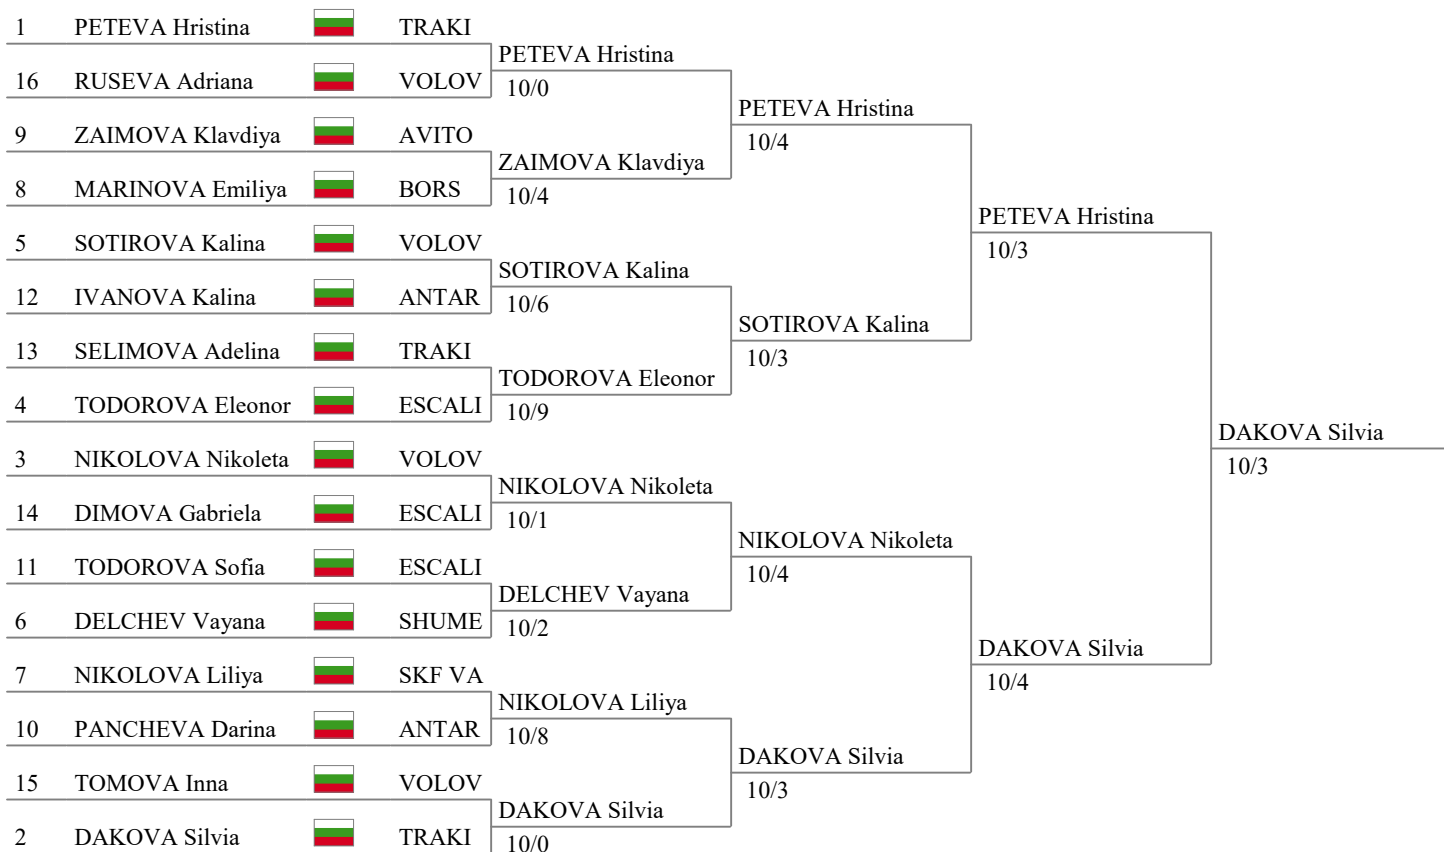 1 PETEVA Hristina TRAKI
16 RUSEVA Adriana VOLOV
9 ZAIMOVA Klavdiya AVITO
8 MARINOVA Emiliya BORS
5 SOTIROVA Kalina VOLOV
12 IVANOVA Kalina ANTAR
13 SELIMOVA Adelina TRAKI
4 TODOROVA Eleonor ESCALI
3 NIKOLOVA Nikoleta VOLOV
14 DIMOVA Gabriela ESCALI
11 TODOROVA Sofia ESCALI
6 DELCHEV Vayana SHUME
7 NIKOLOVA Liliya SKF VA
10 PANCHEVA Darina ANTAR
15 TOMOVA Inna VOLOV
2 DAKOVA Silvia TRAKI
PETEVA Hristina
10/0
ZAIMOVA Klavdiya
10/4
SOTIROVA Kalina
10/6
TODOROVA Eleonor
10/9
NIKOLOVA Nikoleta
10/1
DELCHEV Vayana
10/2
NIKOLOVA Liliya
10/8
DAKOVA Silvia
10/0
PETEVA Hristina
10/4
SOTIROVA Kalina
10/3
NIKOLOVA Nikoleta
10/4
DAKOVA Silvia
10/3
PETEVA Hristina
10/3
DAKOVA Silvia
10/4
DAKOVA Silvia
10/3